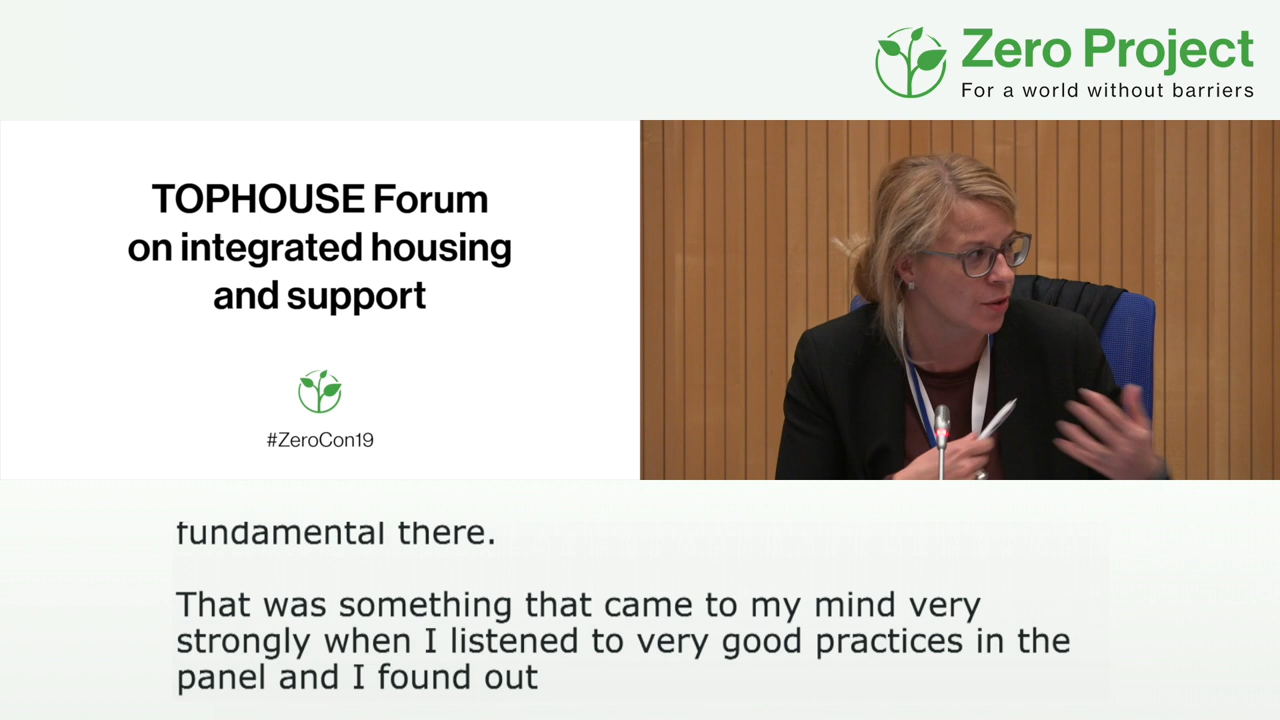 Zero Project
For a world without barriers
TOPHOUSE Forum
on integrated housing
and support
#ZeroCon19
fundamental there.
That was something that came to my mind very
strongly when I listened to very good practices in the
panel and I found out